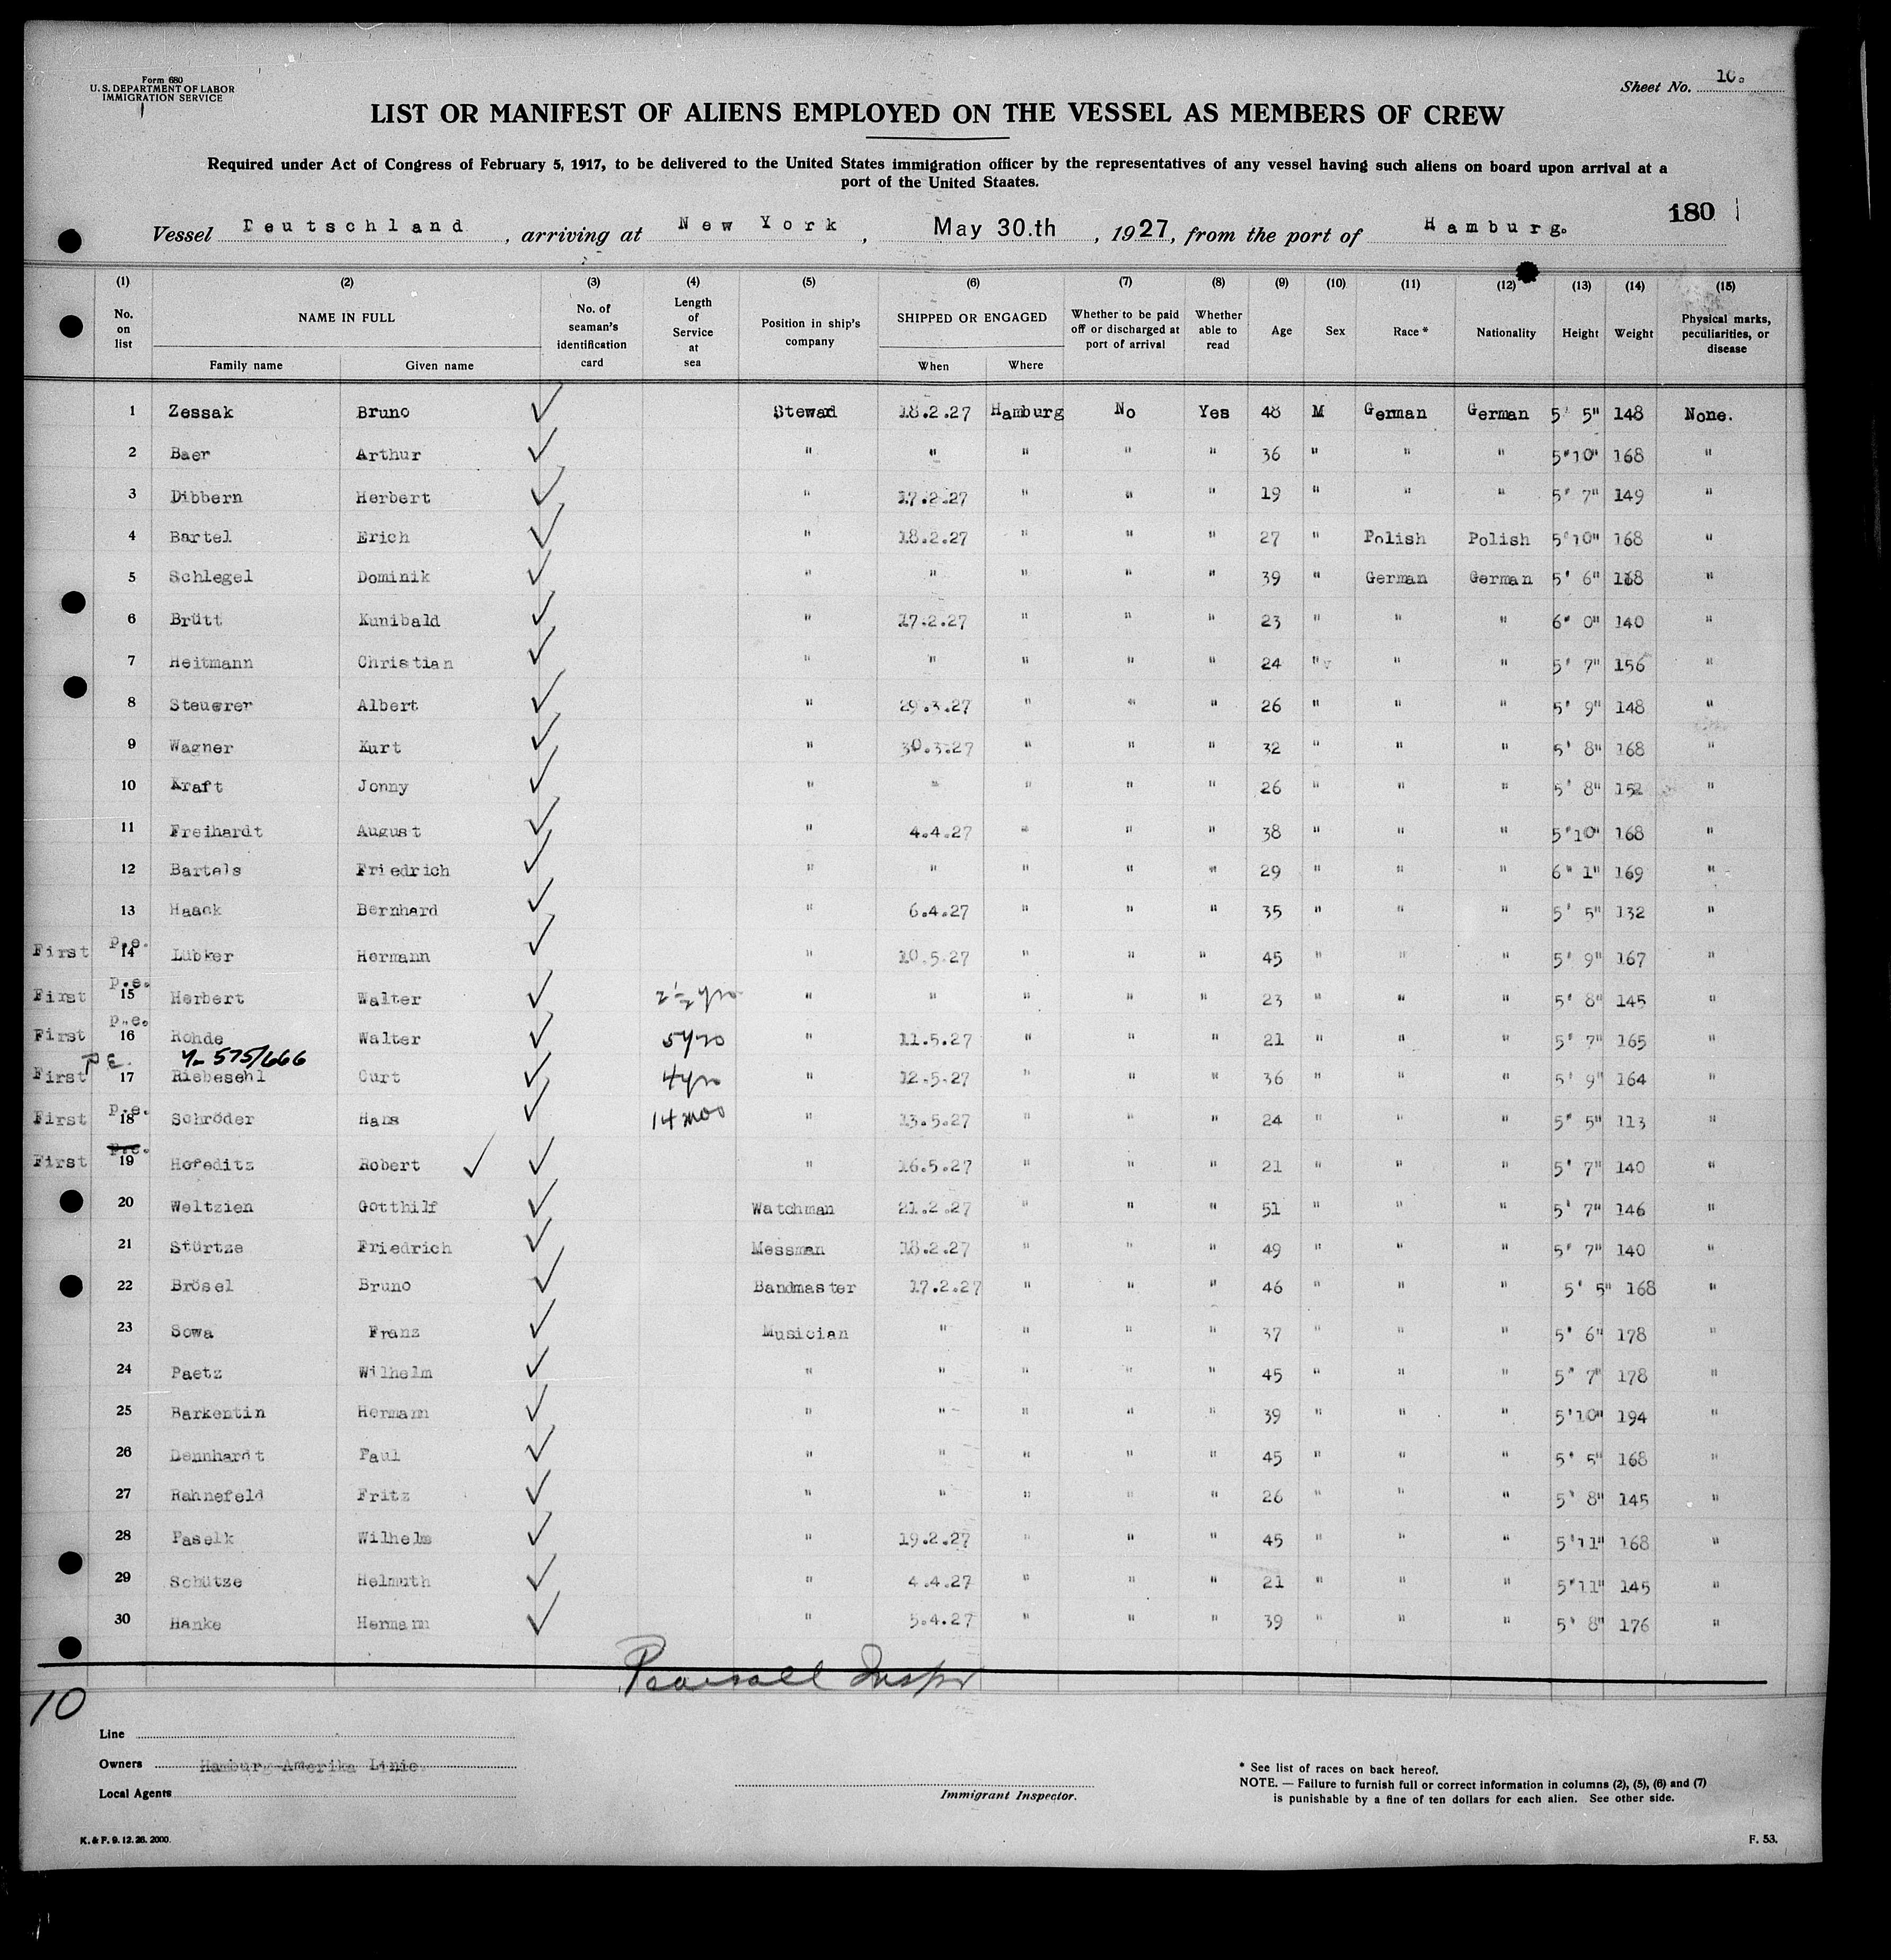 Form 680
U. S. DEPARTMENT OF LABOR
IMMIGRATION SERVICE
Sheet No. 10.
LIST OR MANIFEST OF ALIENS EMPLOYED ON THE VESSEL AS MEMBERS OF CREW
Required under Act of Congress of February 5, 1917, to be delivered to the United States immigration officer by the representatives of any vessel having such aliens on board upon arrival at a
port of the United Staates.
180
Vessel Deutschland, arriving at New York, May 30.th, 1927, from the port of Hamburg.
(1) (2) (3) (4) (5) (6) (7) (8) (9) (10) (11) (12) (13) (14) (15)
No. on list NAME IN FULL Family name Given name No. of seaman's identification card Length of Service at sea Position in ship's company SHIPPED OR ENGAGED When Where Whether to be paid off or discharged at port of arrival Whether able to read Age Sex Race * Nationality Height Weight Physical marks, peculiarities, or disease
1 Zessak Bruno ✓ Steward 18.2.27 Hamburg No Yes 48 M German German 5' 5" 148 None.
2 Baer Arthur ✓ " " " " " 36 " " " 5'10" 168 "
3 Dibbern Herbert ✓ " 17.2.27 " " " 19 " " " 5' 7" 149 "
4 Bartel Erich ✓ " 18.2.27 " " " 27 " Polish Polish 5'10" 168 "
5 Schlegel Dominik ✓ " " " " " 39 " German German 5' 6" "
6 Brütt Kunibald ✓ " 17.2.27 " " " 23 " " " 6' 0" 140 "
7 Heitmann Christian ✓ " " " " " 24 " " " 5' 7" 156 "
8 Steuerer Albert ✓ " 29.3.27 " " " 26 " " " 5' 9" 148 "
9 Wagner Kurt ✓ " 30.3.27 " " " 32 " " " 5' 8" 168 "
10 Kraft Jonny ✓ " " " " " 26 " " " 5' 8" 152 "
11 Freihardt August ✓ " 4.4.27 " " " 38 " " " 5'10" 168 "
12 Bartels Friedrich ✓ " " " " " 29 " " " 6' 1" 169 "
13 Haack Bernhard ✓ " 6.4.27 " " " 35 " " " 5' 5" 132 "
First p.e. 14 Lübker Hermann ✓ " 10.5.27 " " " 45 " " " 5' 9" 167 "
First p.e. 15 Herbert Walter ✓ 2½ yrs " " " " " 23 " " " 5' 8" 145 "
First p.e. 16 Rohde Walter ✓ 5yrs " 11.5.27 " " " 21 " " " 5' 7" 165 "
575/666
First P.E. 17 Riebesehl Curt ✓ 4yrs " 12.5.27 " " " 36 " " " 5' 9" 164 "
First p.e. 18 Schröder Hans ✓ 14 mos " 13.5.27 " " " 24 " " " 5' 5" 113 "
First p.e. 19 Hofeditz Robert ✓ ✓ " 16.5.27 " " " 21 " " " 5' 7" 140 "
20 Weltzien Gotthilf ✓ Watchman 21.2.27 " " " 51 " " " 5' 7" 146 "
21 Stürtze Friedrich ✓ Messman 18.2.27 " " " 49 " " " 5' 7" 140 "
22 Brösel Bruno ✓ Bandmaster 17.2.27 " " " 46 " " " 5' 5" 168 "
23 Sowa Franz ✓ Musician " " " " 37 " " " 5' 6" 178 "
24 Paetz Wilhelm ✓ " " " " " 45 " " " 5' 7" 178 "
25 Barkentin Hermann ✓ " " " " " 39 " " " 5'10" 194 "
26 Dennhardt Paul ✓ " " " " " 45 " " " 5' 5" 168 "
27 Rahnefeld Fritz ✓ " " " " " 26 " " " 5' 8" 145 "
28 Paselk Wilhelm ✓ " 19.2.27 " " " 45 " " " 5'11" 168 "
29 Schütze Helmuth ✓ " 4.4.27 " " " 21 " " " 5'11" 145 "
30 Hanke Hermann ✓ " 5.4.27 " " " 39 " " " 5' 8" 176 "
Pearsall Inspr
10
Line
Owners Hamburg-Amerika Linie.
Local Agents
Immigrant Inspector.
* See list of races on back hereof.
NOTE. — Failure to furnish full or correct information in columns (2), (5), (6) and (7)
is punishable by a fine of ten dollars for each alien. See other side.
K. & F. 9. 12. 26. 2000.
F. 53.